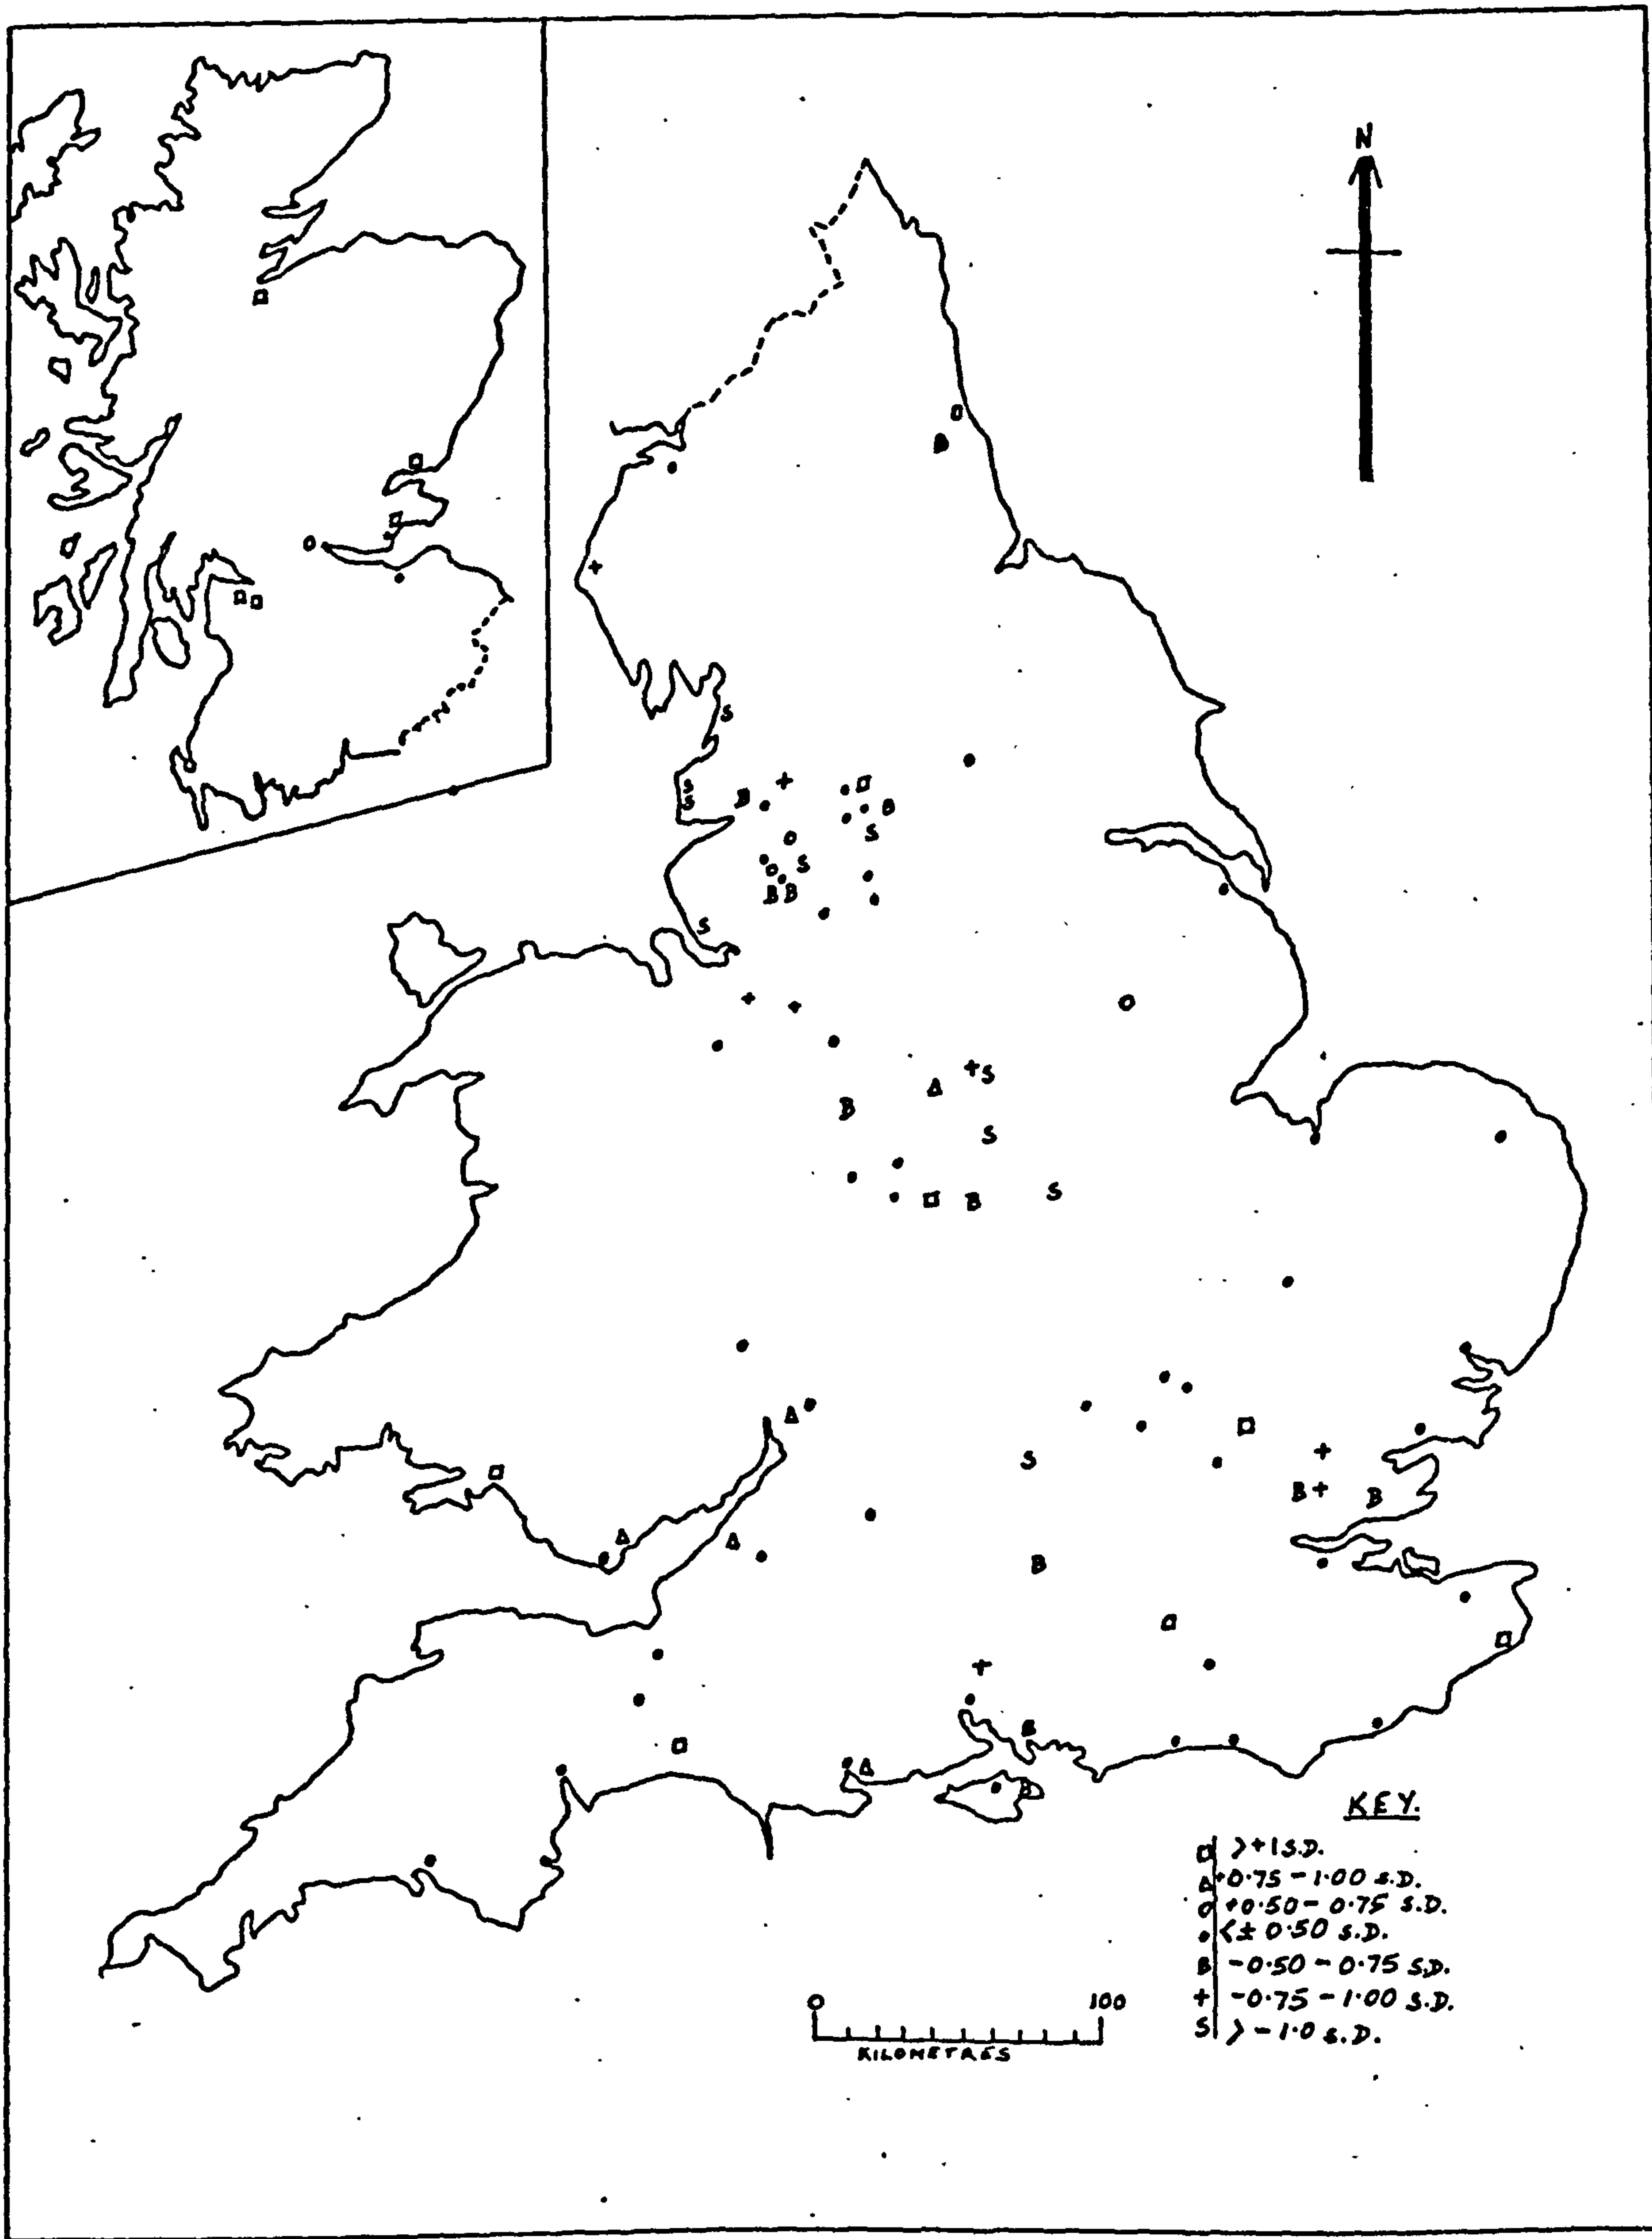 N
KEY.
□ >+1 S.D.
△ +0.75 - 1.00 S.D.
○ +0.50 - 0.75 S.D.
• <± 0.50 S.D.
B -0.50 - 0.75 S.D.
+ -0.75 - 1.00 S.D.
S > - 1.0 S.D.
0 100
KILOMETRES